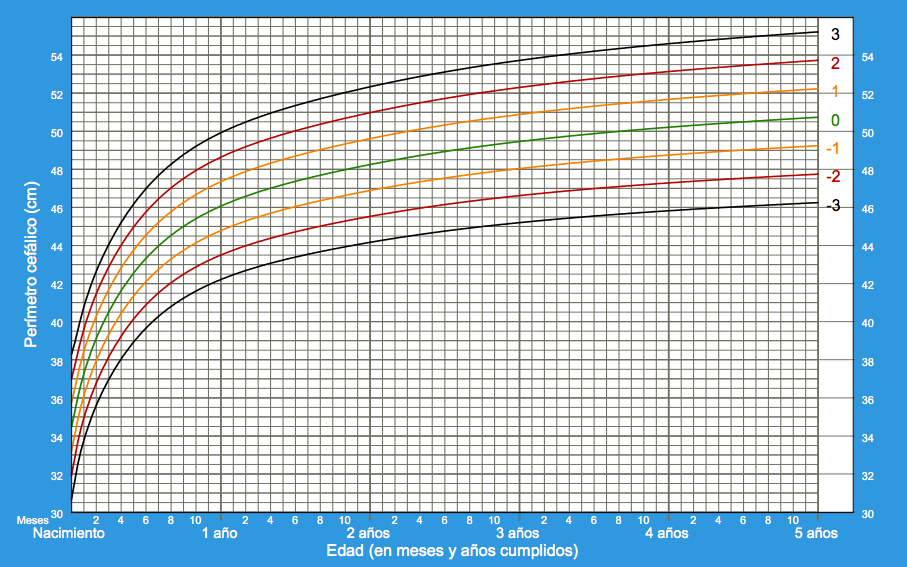 3
54 2 54
52 1 52
50 0 50
-1
48 -2 48
46 -3 46
44 44
42 42
40 40
38 38
36 36
34 34
32 32
30 30
Perímetro cefálico (cm)
Meses 2 4 6 8 10 2 4 6 8 10 2 4 6 8 10 2 4 6 8 10 2 4 6 8 10
Nacimiento 1 año 2 años 3 años 4 años 5 años
Edad (en meses y años cumplidos)